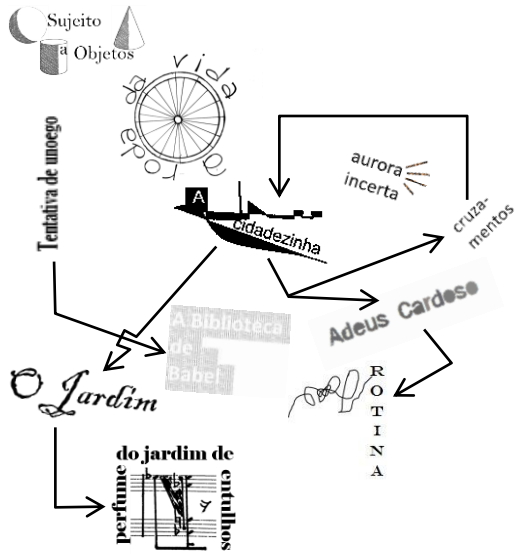 Sujeito
a Objetos
a roda da vida
Tentativa de unoego
aurora
incerta
cruza-
mentos
A
cidadezinha
A Biblioteca
de
Babel
Adeus Cardoso
O Jardim
ROTINA
perfume
do jardim de
entulhos